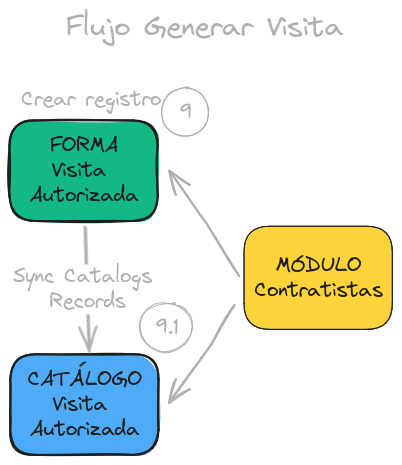 Flujo Generar Visita
Crear registro
9
FORMA
Visita
Autorizada
MÓDULO
Contratistas
Sync Catalogs
Records
9.1
CATÁLOGO
Visita
Autorizada